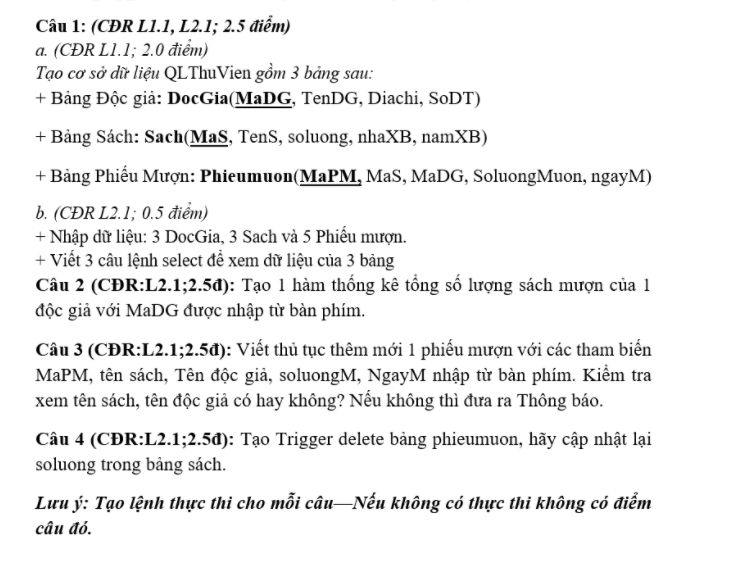 Câu 1: (CĐR L1.1, L2.1; 2.5 điểm)
a. (CĐR L1.1; 2.0 điểm)
Tạo cơ sở dữ liệu QLThuVien gồm 3 bảng sau:
+ Bảng Độc giả: DocGia(MaDG, TenDG, Diachi, SoDT)
+ Bảng Sách: Sach(MaS, TenS, soluong, nhaXB, namXB)
+ Bảng Phiếu Mượn: Phieumuon(MaPM, MaS, MaDG, SoluongMuon, ngayM)
b. (CĐR L2.1; 0.5 điểm)
+ Nhập dữ liệu: 3 DocGia, 3 Sach và 5 Phiếu mượn.
+ Viết 3 câu lệnh select để xem dữ liệu của 3 bảng
Câu 2 (CĐR:L2.1;2.5đ): Tạo 1 hàm thống kê tổng số lượng sách mượn của 1
độc giả với MaDG được nhập từ bàn phím.
Câu 3 (CĐR:L2.1;2.5đ): Viết thủ tục thêm mới 1 phiếu mượn với các tham biến
MaPM, tên sách, Tên độc giả, soluongM, NgayM nhập từ bàn phím. Kiểm tra
xem tên sách, tên độc giả có hay không? Nếu không thì đưa ra Thông báo.
Câu 4 (CĐR:L2.1;2.5đ): Tạo Trigger delete bảng phieumuon, hãy cập nhật lại
soluong trong bảng sách.
Lưu ý: Tạo lệnh thực thi cho mỗi câu—Nếu không có thực thi không có điểm
câu đó.